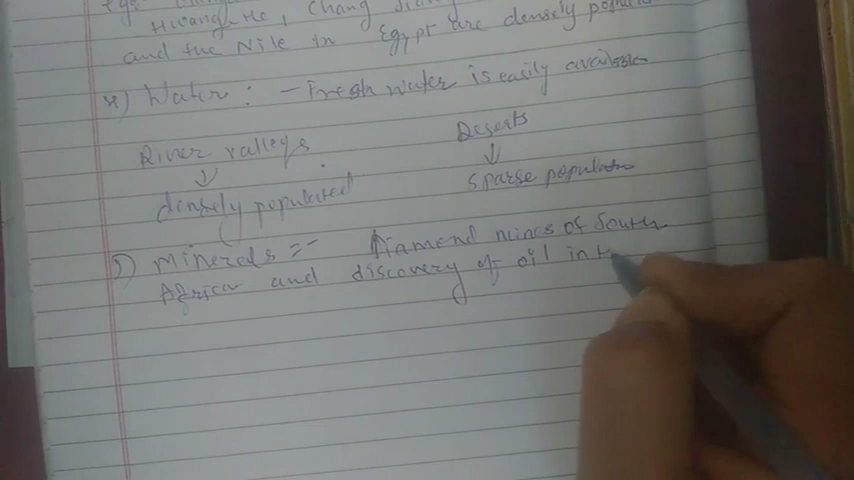 Hwang-He, Chang Jiang
and the Nile in Egypt are densely
4) Water: - Fresh water is easily available
River valleys Deserts
↓ ↓
densely populated sparse population
5) Minerals :- Diamond mines of South
Africa and discovery of oil in t